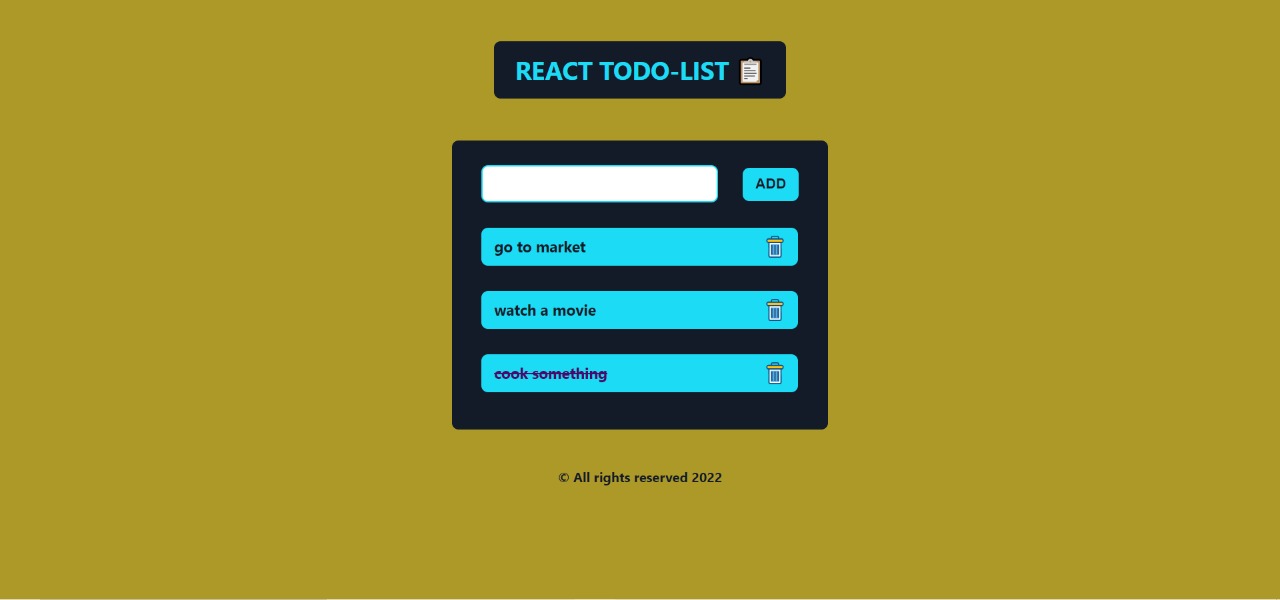 REACT TODO-LIST 📋
ADD
go to market
watch a movie
cook something
© All rights reserved 2022